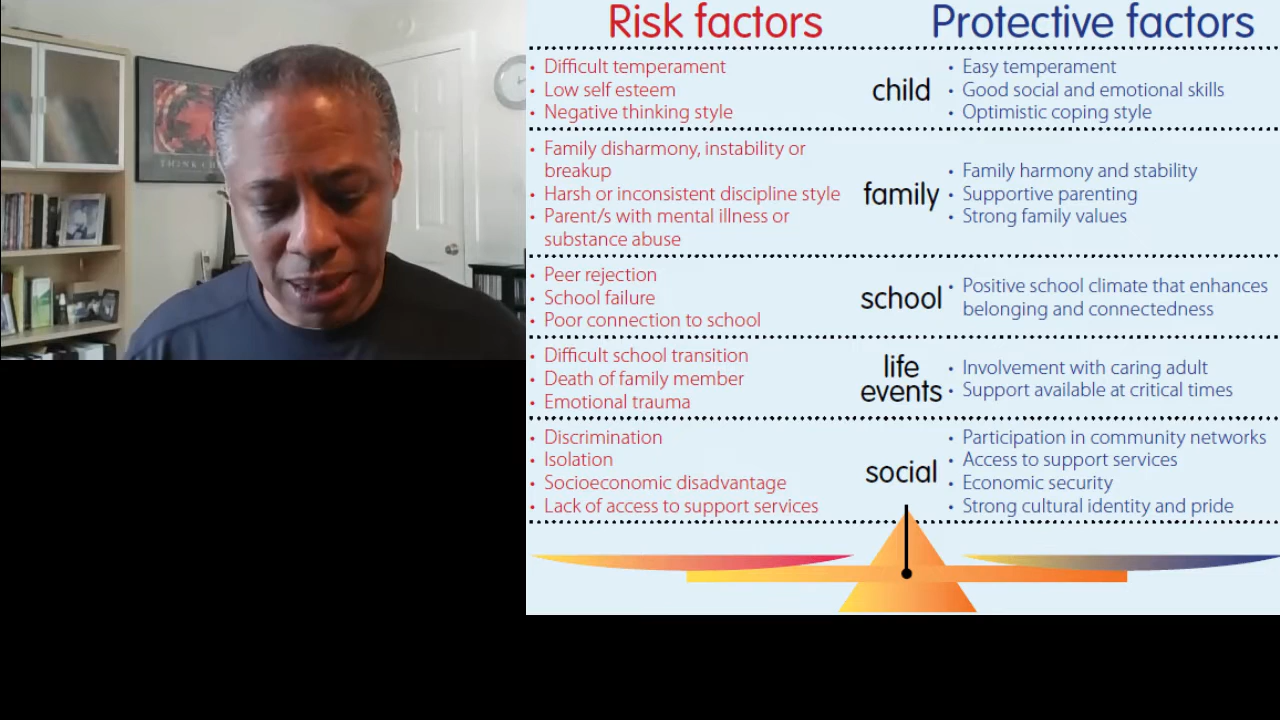 Risk factors
Protective factors
• Difficult temperament
• Low self esteem
• Negative thinking style
child
• Easy temperament
• Good social and emotional skills
• Optimistic coping style
• Family disharmony, instability or
breakup
• Harsh or inconsistent discipline style
• Parent/s with mental illness or
substance abuse
family
• Family harmony and stability
• Supportive parenting
• Strong family values
• Peer rejection
• School failure
• Poor connection to school
school
• Positive school climate that enhances
belonging and connectedness
• Difficult school transition
• Death of family member
• Emotional trauma
life
events
• Involvement with caring adult
• Support available at critical times
• Discrimination
• Isolation
• Socioeconomic disadvantage
• Lack of access to support services
social
• Participation in community networks
• Access to support services
• Economic security
• Strong cultural identity and pride
THINK